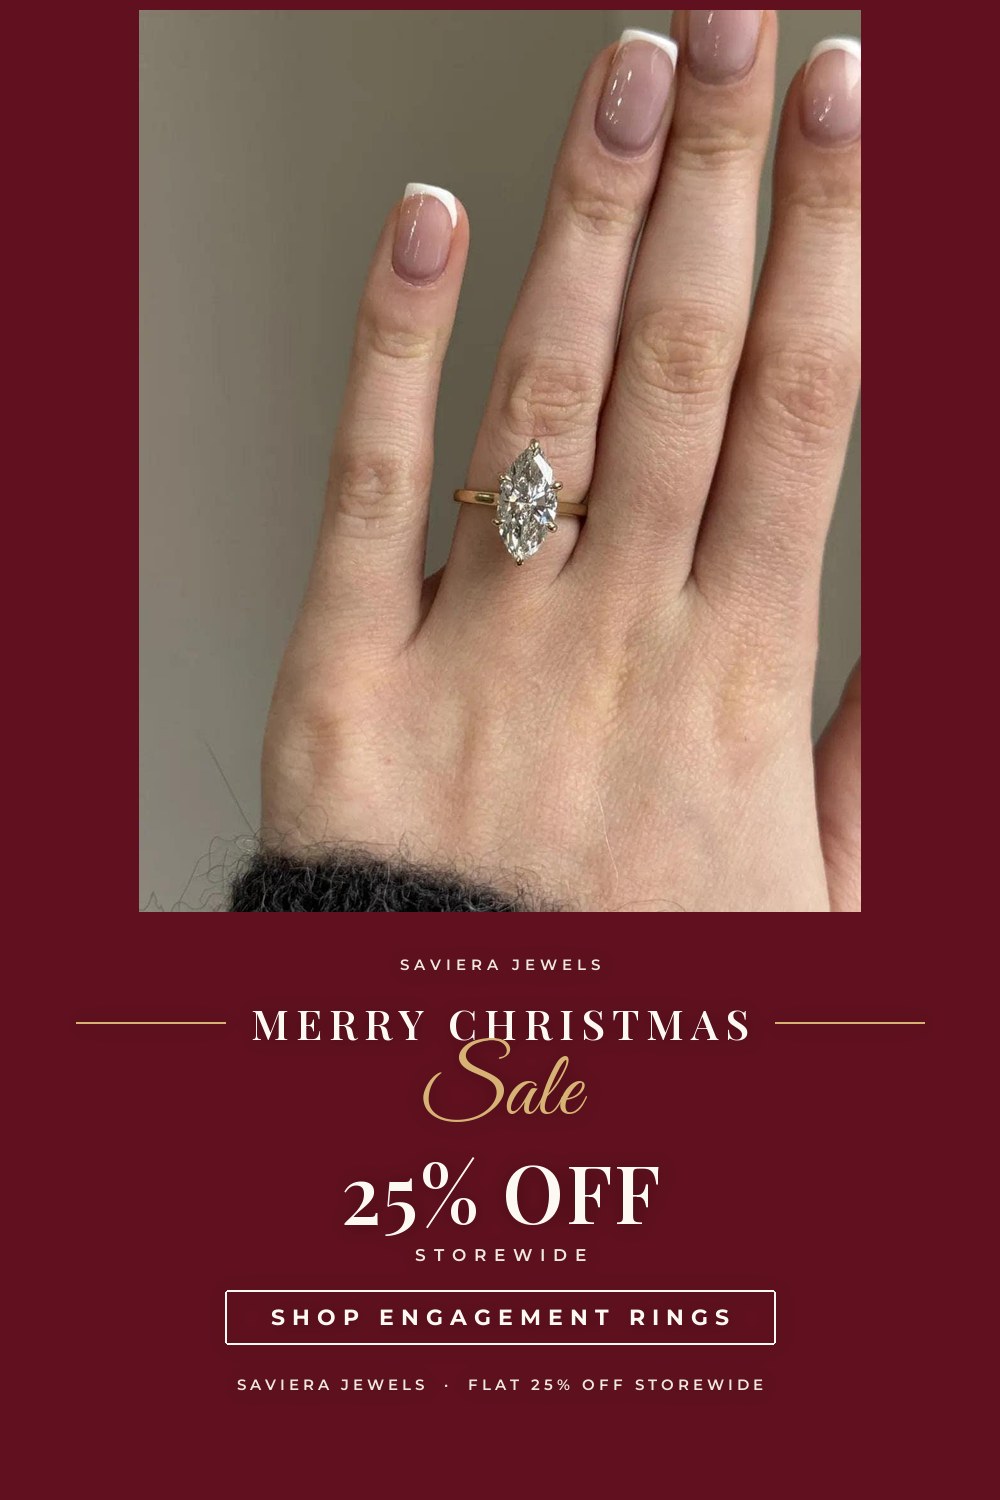 SAVIERA JEWELS
MERRY CHRISTMAS
Sale
25% OFF
STOREWIDE
SHOP ENGAGEMENT RINGS
SAVIERA JEWELS · FLAT 25% OFF STOREWIDE